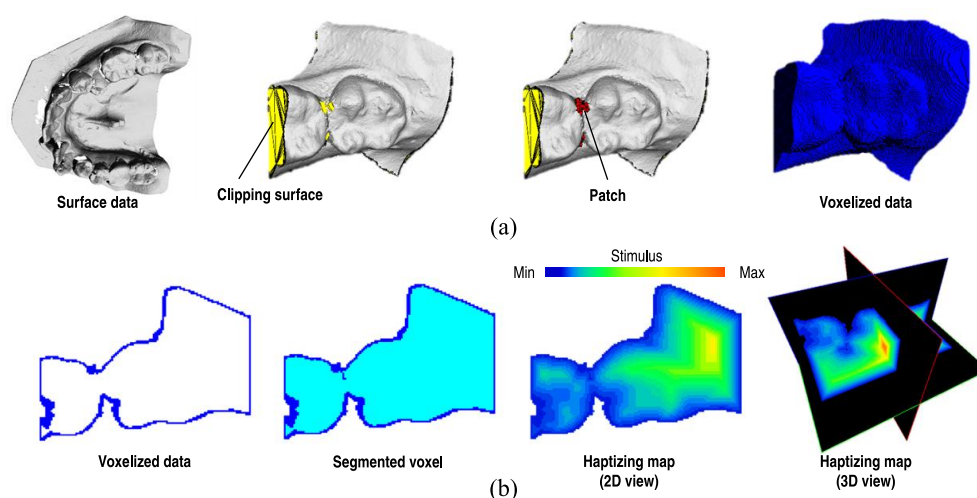 Surface data
Clipping surface
Patch
Voxelized data
(a)
Stimulus
Min
Max
Voxelized data
Segmented voxel
Haptizing map
(2D view)
Haptizing map
(3D view)
(b)